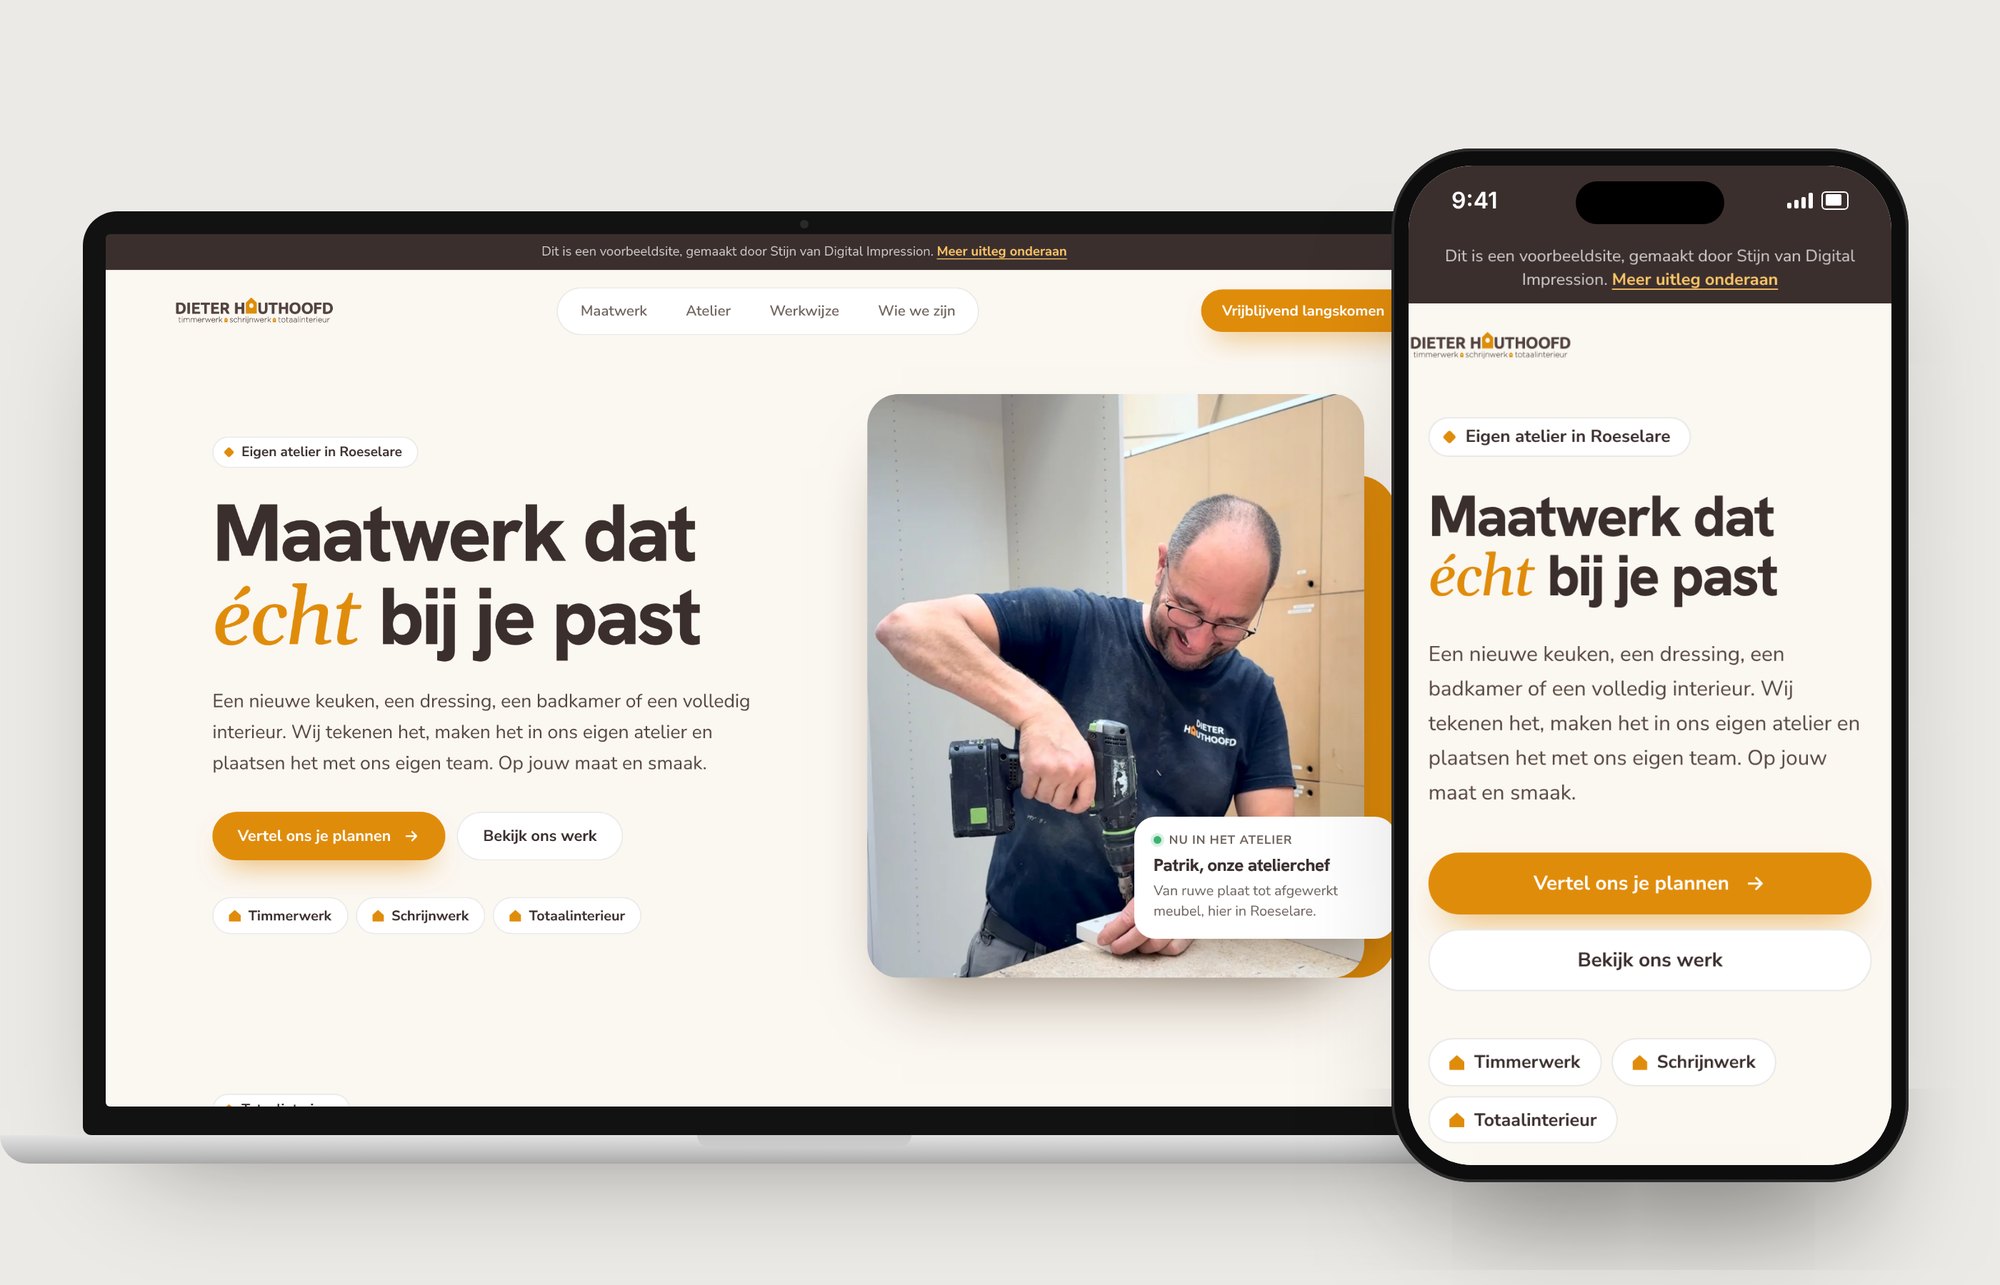 Dit is een voorbeeldsite, gemaakt door Stijn van Digital Impression. Meer uitleg onderaan
DIETER HOUTHOOFD
timmerwerk schrijnwerk totaalinterieur
Maatwerk
Atelier
Werkwijze
Wie we zijn
Vrijblijvend langskomen
Eigen atelier in Roeselare
Maatwerk dat
écht bij je past
Een nieuwe keuken, een dressing, een badkamer of een volledig
interieur. Wij tekenen het, maken het in ons eigen atelier en
plaatsen het met ons eigen team. Op jouw maat en smaak.
Vertel ons je plannen →
Bekijk ons werk
Timmerwerk
Schrijnwerk
Totaalinterieur
DIETER
HOUTHOOFD
NU IN HET ATELIER
Patrik, onze atelierchef
Van ruwe plaat tot afgewerkt
meubel, hier in Roeselare.
9:41
Dit is een voorbeeldsite, gemaakt door Stijn van Digital
Impression. Meer uitleg onderaan
DIETER HOUTHOOFD
timmerwerk schrijnwerk totaalinterieur
Eigen atelier in Roeselare
Maatwerk dat
écht bij je past
Een nieuwe keuken, een dressing, een
badkamer of een volledig interieur. Wij
tekenen het, maken het in ons eigen atelier en
plaatsen het met ons eigen team. Op jouw
maat en smaak.
Vertel ons je plannen →
Bekijk ons werk
Timmerwerk
Schrijnwerk
Totaalinterieur